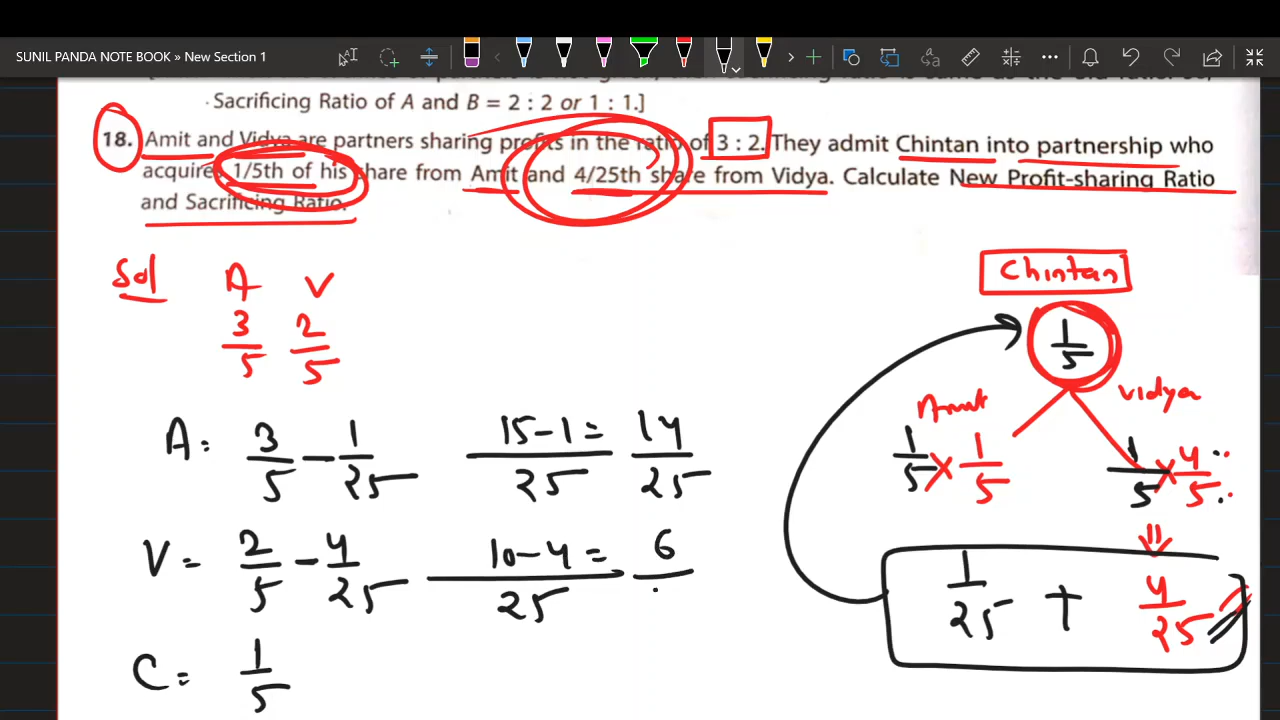 SUNIL PANDA NOTE BOOK » New Section 1
Sacrificing Ratio of A and B = 2 : 2 or 1 : 1.]
18. Amit and Vidya are partners sharing profits in the ratio of 3 : 2. They admit Chintan into partnership who
acquires 1/5th of his share from Amit and 4/25th share from Vidya. Calculate New Profit-sharing Ratio
and Sacrificing Ratio.
Chintan
Sol A V
3/5 2/5
1/5
Amit Vidya
A = 3/5 - 1/25 15-1/25 = 14/25
1/5 × 1/5 1/5 × 4/5
V = 2/5 - 4/25 10-4/25 = 6
1/25 + 4/25
C = 1/5